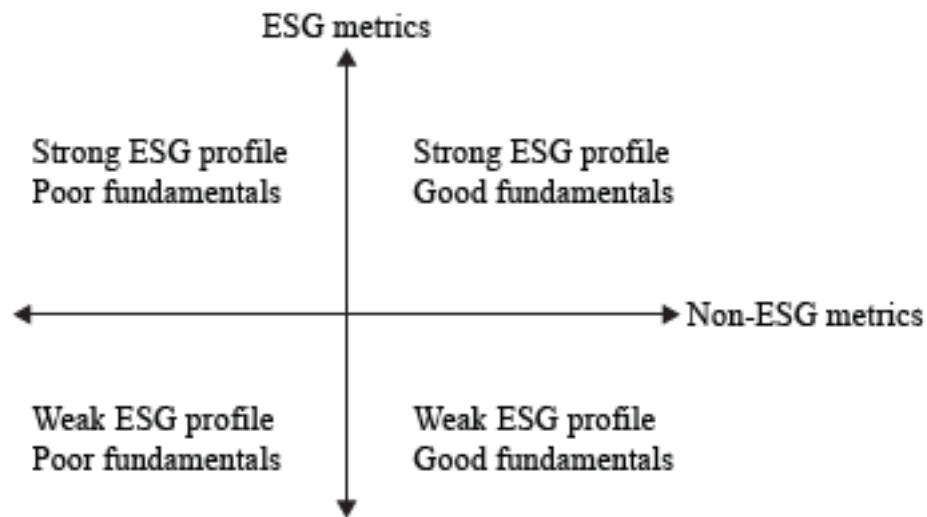 ESG metrics
Strong ESG profile
Poor fundamentals
Strong ESG profile
Good fundamentals
Non-ESG metrics
Weak ESG profile
Poor fundamentals
Weak ESG profile
Good fundamentals